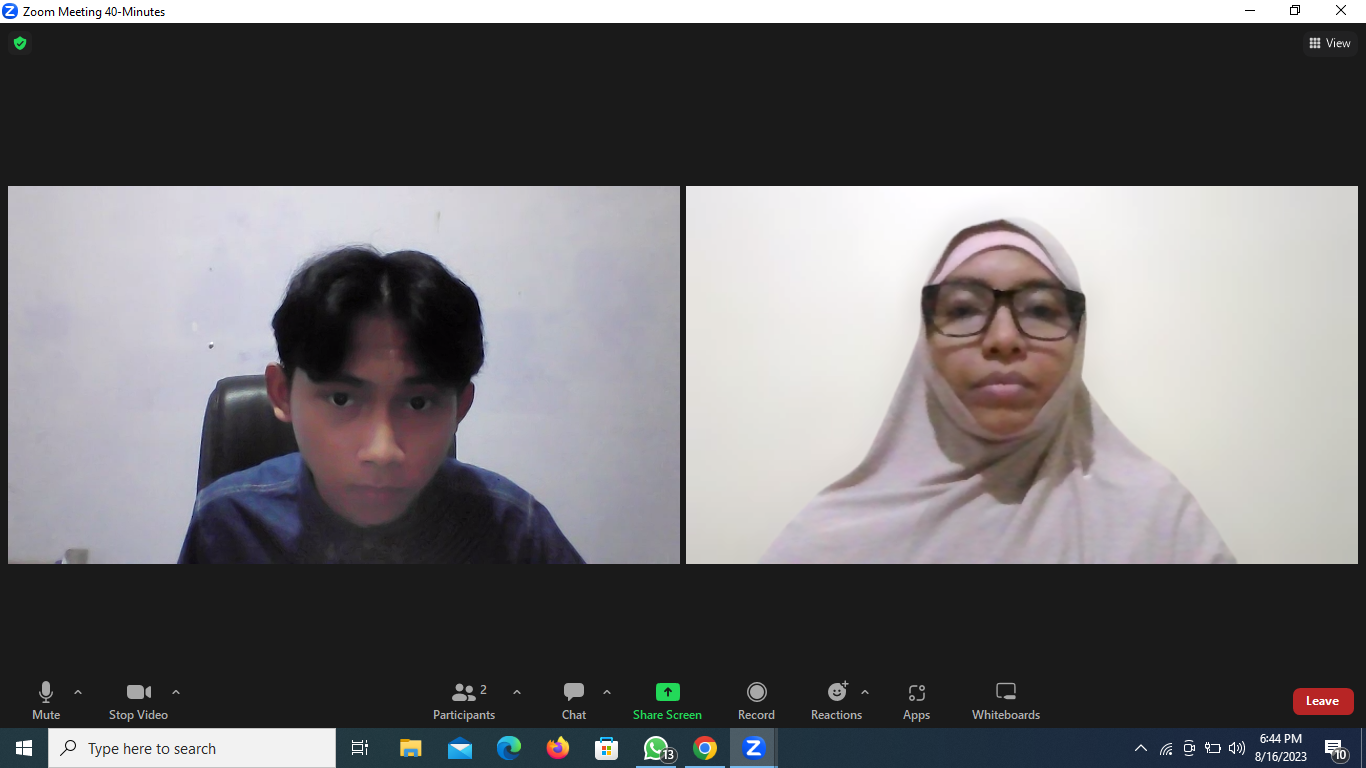 Zoom Meeting 40-Minutes
View
Mute
Stop Video
Participants
2
Chat
Share Screen
Record
Reactions
Apps
Whiteboards
Leave
Type here to search
13
6:44 PM
8/16/2023
10